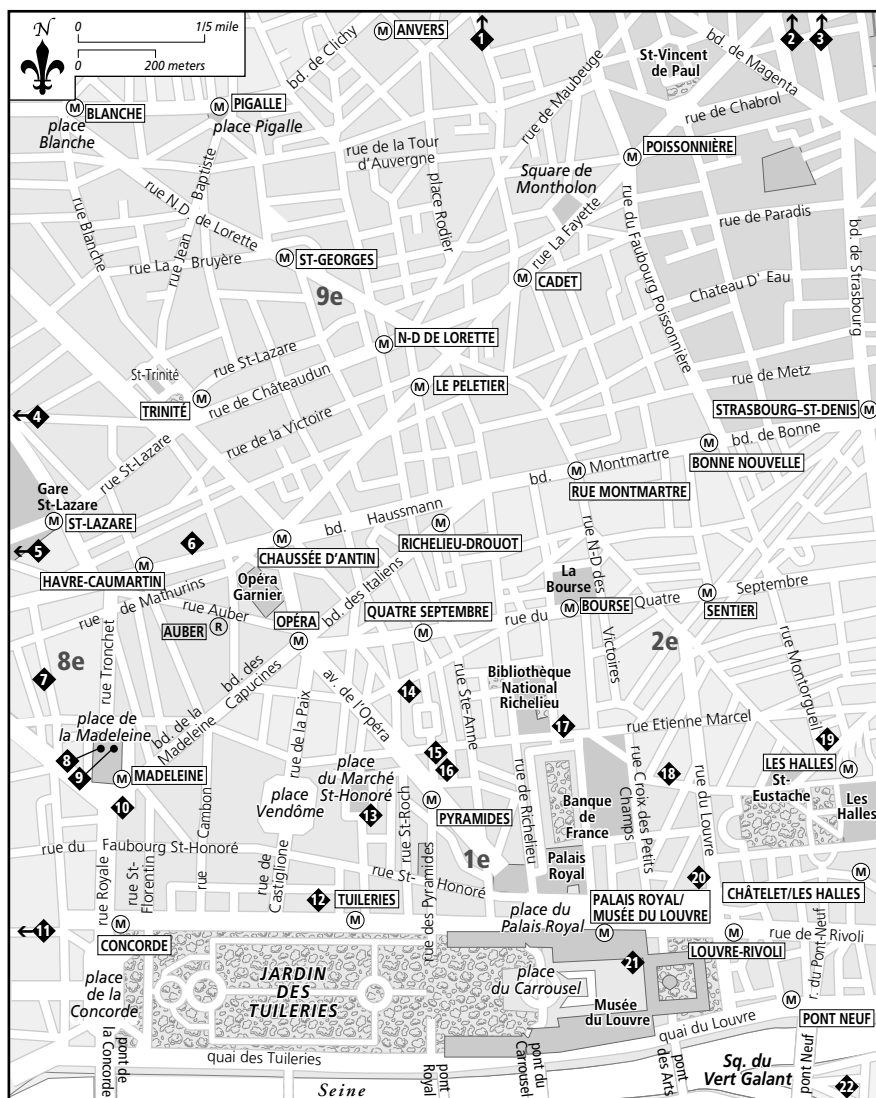 N
0 1/5 mile
0 200 meters
M ANVERS
1
2
3
bd. de Clichy
St-Vincent
de Paul
bd. de Magenta
M BLANCHE
place
Blanche
M PIGALLE
place Pigalle
rue de Maubeuge
rue de Chabrol
rue de la Tour
d'Auvergne
M POISSONNIÈRE
rue Jean Baptiste
place Rodier
Square de
Montholon
rue N.D. de Lorette
rue Blanche
rue La Fayette
rue du Faubourg Poissonnière
rue de Paradis
bd. de Strasbourg
rue La Bruyère
M ST-GEORGES
9e
M CADET
Chateau D' Eau
M N-D DE LORETTE
St-Trinité
rue St-Lazare
rue de Châteaudun
M LE PELETIER
rue de Metz
TRINITÉ M
4
rue de la Victoire
STRASBOURG–ST-DENIS M
bd. de Bonne
M BONNE NOUVELLE
rue St-Lazare
bd. Montmartre
M RUE MONTMARTRE
Gare
St-Lazare
M ST-LAZARE
bd. Haussmann
M RICHELIEU-DROUOT
5
6
M CHAUSSÉE D'ANTIN
HAVRE-CAUMARTIN M
Opéra
Garnier
bd. des Italiens
rue N-D des Victoires
La
Bourse
M BOURSE
rue de Mathurins
rue Auber
AUBER R
OPÉRA M
QUATRE SEPTEMBRE M
rue du Quatre Septembre
M SENTIER
8e
2e
7
rue Tronchet
bd. des Capucines
av. de l'Opéra
14
rue Ste-Anne
Bibliothèque
National
Richelieu
rue Montorgueil
place de
la Madeleine
bd. de la Madeleine
rue de la Paix
17
rue Etienne Marcel
8
9
M MADELEINE
place
du Marché
St-Honoré
15
16
18
19
LES HALLES M
10
place
Vendôme
13
M PYRAMIDES
rue de Richelieu
Banque
de
France
rue Croix des Petits Champs
rue du Louvre
St-
Eustache
Les
Halles
rue Cambon
rue St-Roch
rue du Faubourg St-Honoré
rue Royale
rue St-Florentin
rue de Castiglione
rue St-Honoré
rue des Pyramides
1e
Palais
Royal
20
CHÂTELET/LES HALLES M
12
TUILERIES M
PALAIS ROYAL/
MUSÉE DU LOUVRE M
11
M CONCORDE
place du
Palais Royal
M LOUVRE-RIVOLI
rue de Rivoli
place
de la
Concorde
JARDIN
DES
TUILERIES
place
du Carrousel
21
Musée
du Louvre
r. du Pont-Neuf
M PONT NEUF
quai du Louvre
quai des Tuileries
pont de la Concorde
pont Royal
pont du Carrousel
pont des Arts
Sq. du
Vert Galant
pont Neuf
22
Seine